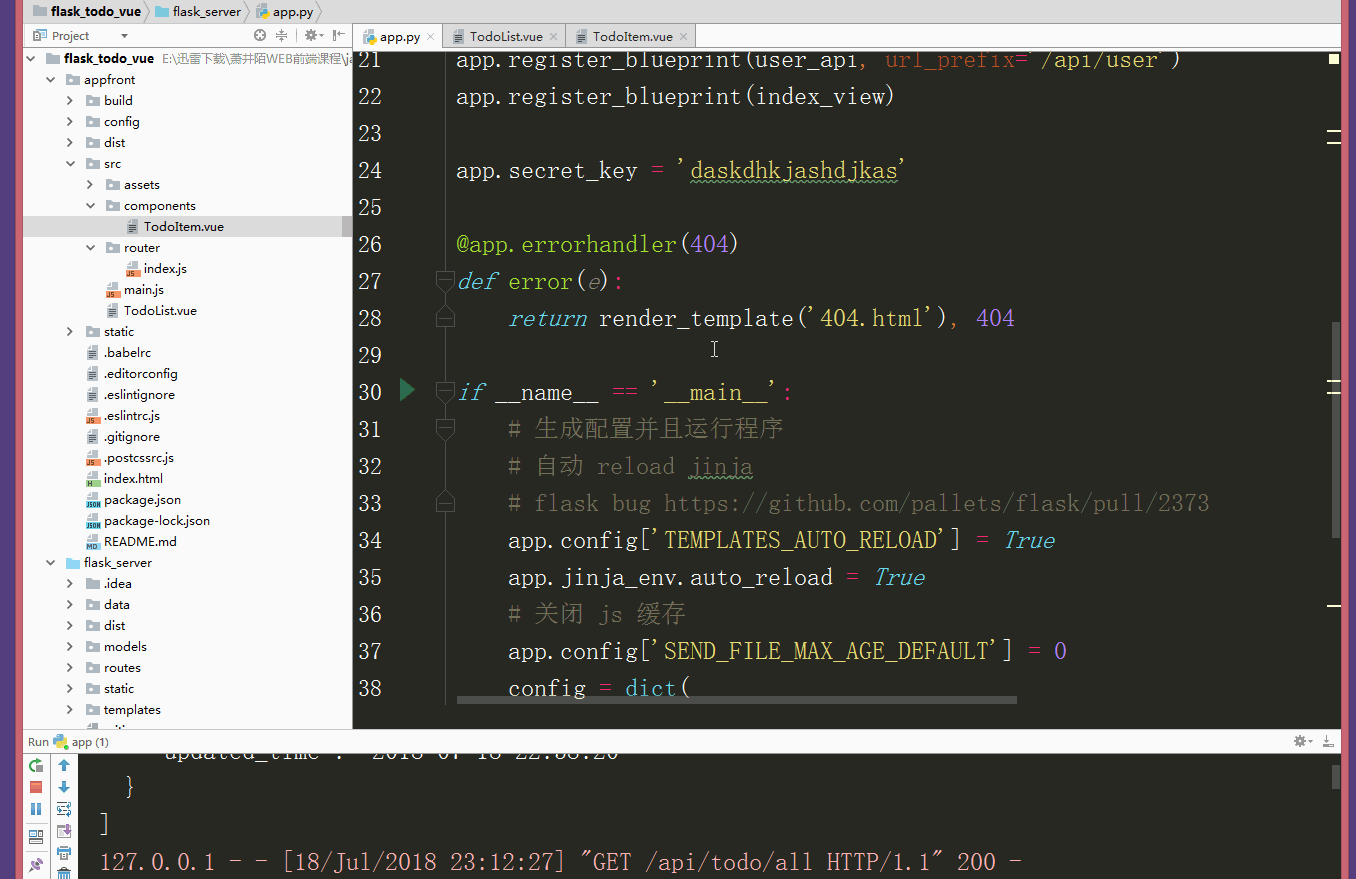 flask_todo_vue flask_server app.py
Project
app.py TodoList.vue TodoItem.vue
flask_todo_vue E:\迅雷下载\萧井陌WEB前端课程\ja
appfront
build
config
dist
src
assets
components
TodoItem.vue
router
index.js
main.js
TodoList.vue
static
.babelrc
.editorconfig
.eslintignore
.eslintrc.js
.gitignore
.postcssrc.js
index.html
package.json
package-lock.json
README.md
flask_server
.idea
data
dist
models
routes
static
templates
21 app.register_blueprint(user_api, url_prefix='/api/user')
22 app.register_blueprint(index_view)
23
24 app.secret_key = 'daskdhkjashdjkas'
25
26 @app.errorhandler(404)
27 def error(e):
28 return render_template('404.html'), 404
29
30 if __name__ == '__main__':
31 # 生成配置并且运行程序
32 # 自动 reload jinja
33 # flask bug https://github.com/pallets/flask/pull/2373
34 app.config['TEMPLATES_AUTO_RELOAD'] = True
35 app.jinja_env.auto_reload = True
36 # 关闭 js 缓存
37 app.config['SEND_FILE_MAX_AGE_DEFAULT'] = 0
38 config = dict(
Run app (1)
}
]
127.0.0.1 - - [18/Jul/2018 23:12:27] "GET /api/todo/all HTTP/1.1" 200 -